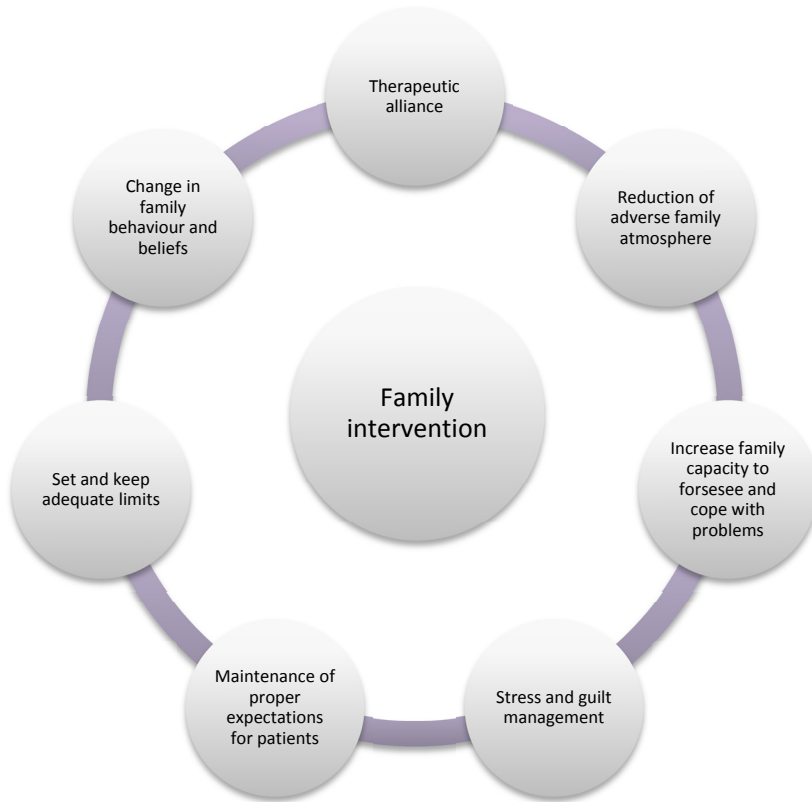 Therapeutic
alliance
Reduction of
adverse family
atmosphere
Increase family
capacity to
forsesee and
cope with
problems
Stress and guilt
management
Maintenance of
proper
expectations
for patients
Set and keep
adequate limits
Change in
family
behaviour and
beliefs
Family
intervention